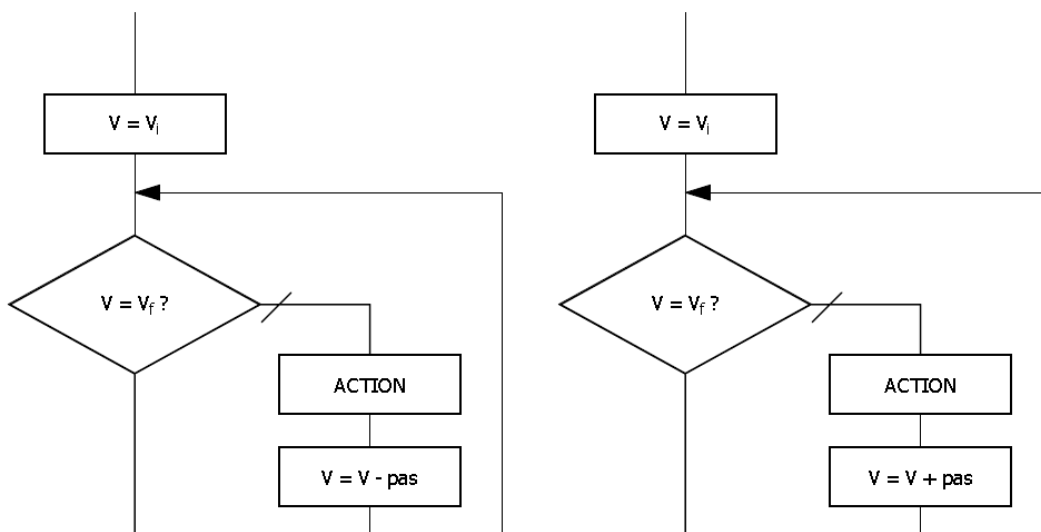 V = Vi
V = Vf ?
ACTION
V = V - pas
V = Vi
V = Vf ?
ACTION
V = V + pas